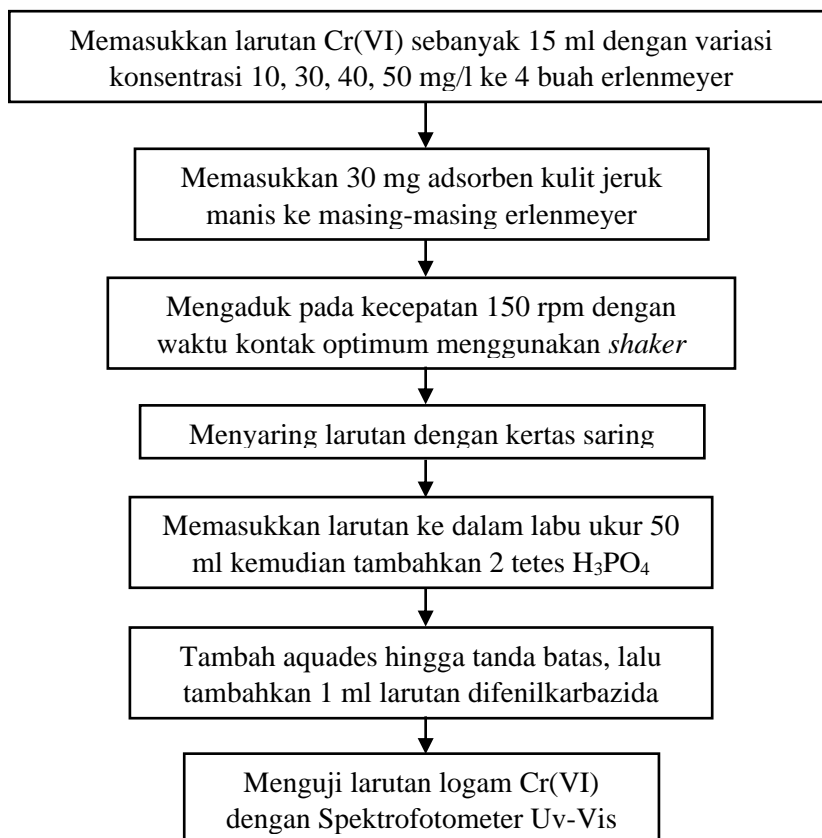 Memasukkan larutan Cr(VI) sebanyak 15 ml dengan variasi
konsentrasi 10, 30, 40, 50 mg/l ke 4 buah erlenmeyer
Memasukkan 30 mg adsorben kulit jeruk
manis ke masing-masing erlenmeyer
Mengaduk pada kecepatan 150 rpm dengan
waktu kontak optimum menggunakan shaker
Menyaring larutan dengan kertas saring
Memasukkan larutan ke dalam labu ukur 50
ml kemudian tambahkan 2 tetes H₃PO₄
Tambah aquades hingga tanda batas, lalu
tambahkan 1 ml larutan difenilkarbazida
Menguji larutan logam Cr(VI)
dengan Spektrofotometer Uv-Vis